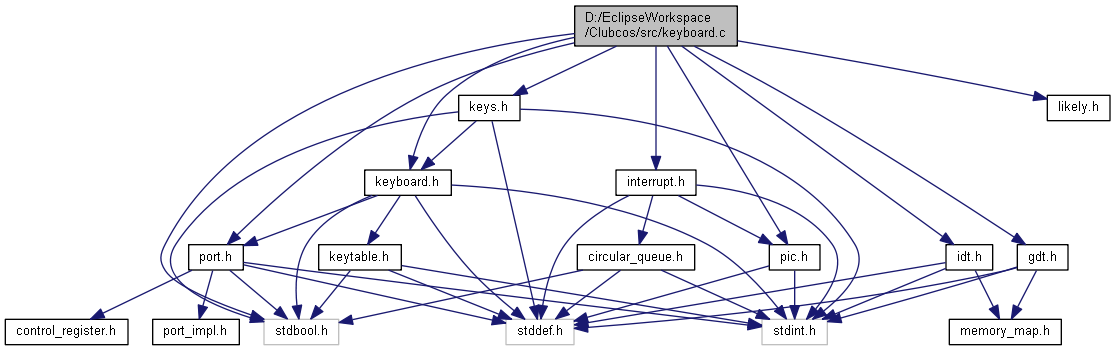 D:/EclipseWorkspace
/Clubcos/src/keyboard.c
keys.h
likely.h
keyboard.h
interrupt.h
port.h
keytable.h
circular_queue.h
pic.h
idt.h
gdt.h
control_register.h
port_impl.h
stdbool.h
stddef.h
stdint.h
memory_map.h